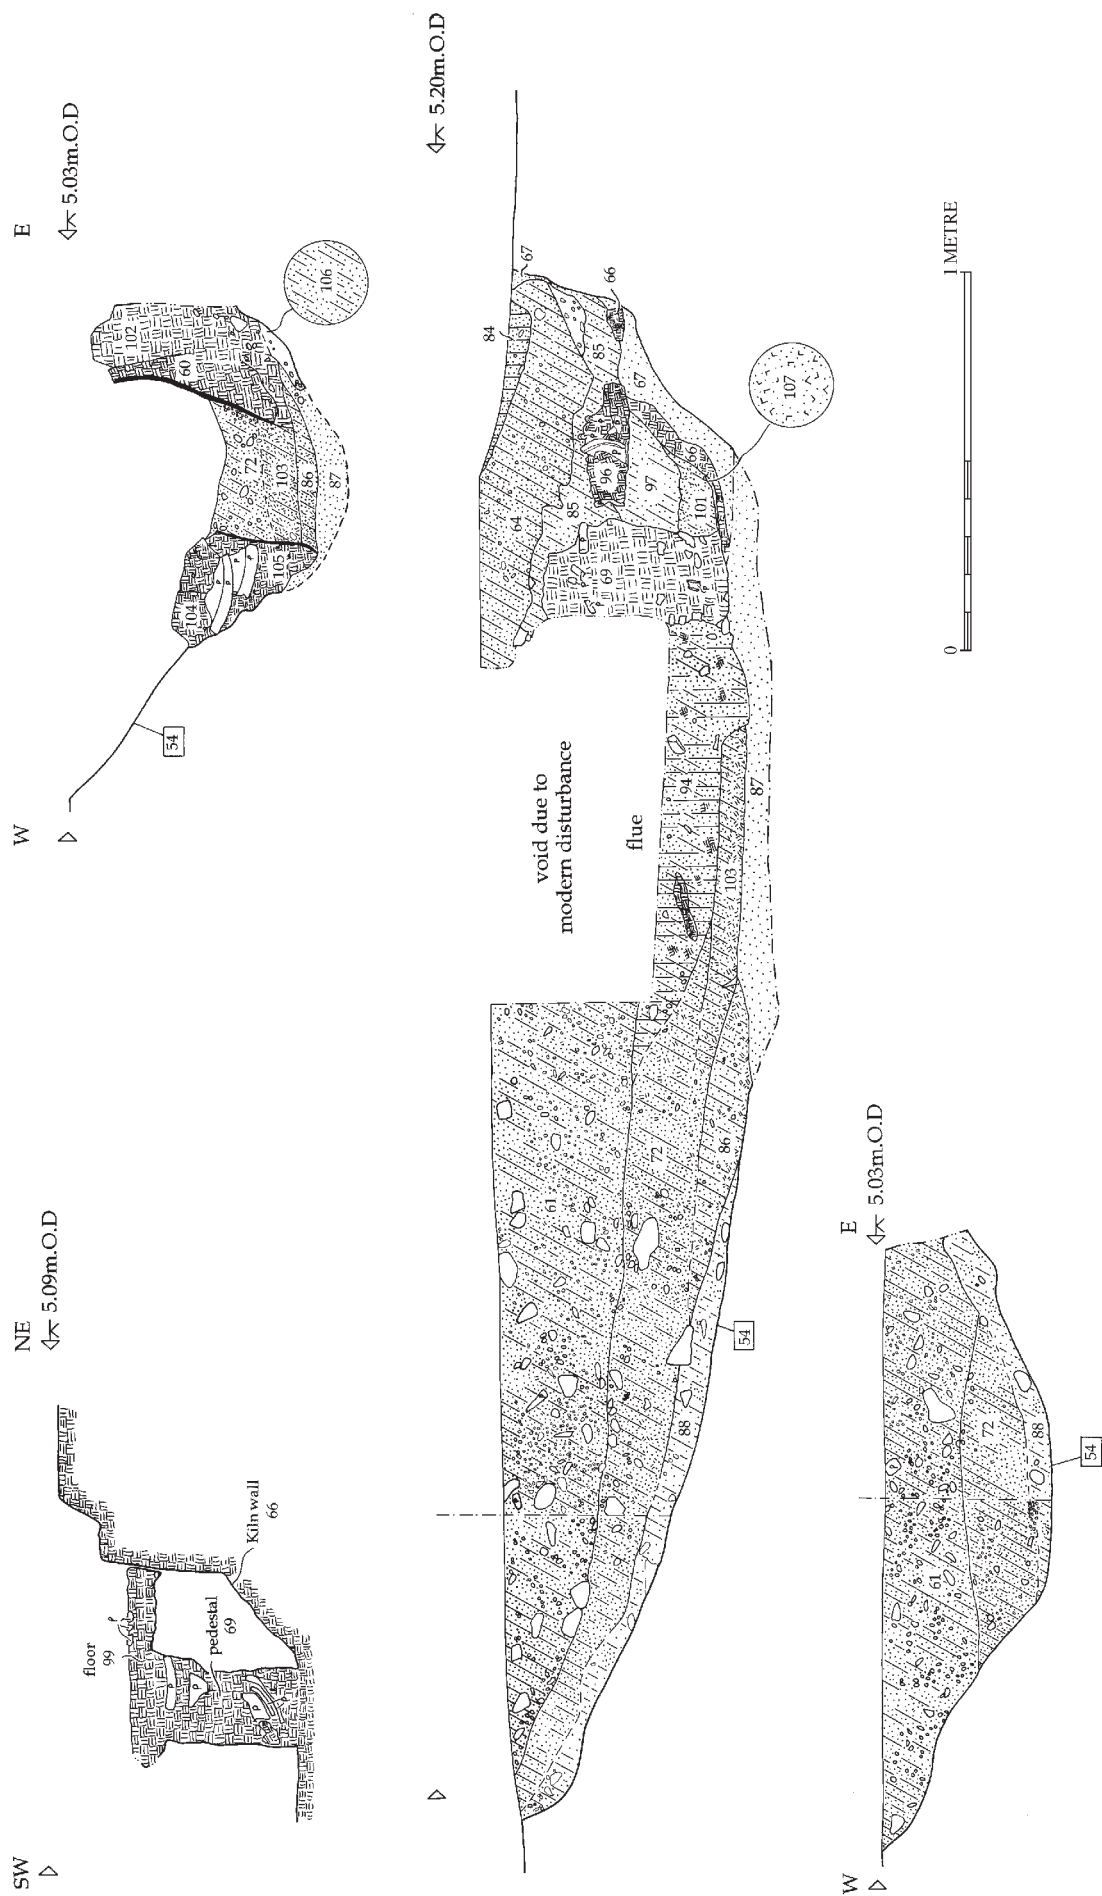 SW
NE
5.09m.O.D
floor
99
P
P
P
pedestal
69
P
P
Kiln wall
66
W
E
5.03m.O.D
54
104
P
P
105
72
103
86
87
60
102
106
5.20m.O.D
61
72
86
88
54
void due to
modern disturbance
flue
94
103
87
64
84
85
69
P
P
96
P
97
101
66
85
67
67
66
107
W
E
5.03m.O.D
61
72
88
54
0
1 METRE